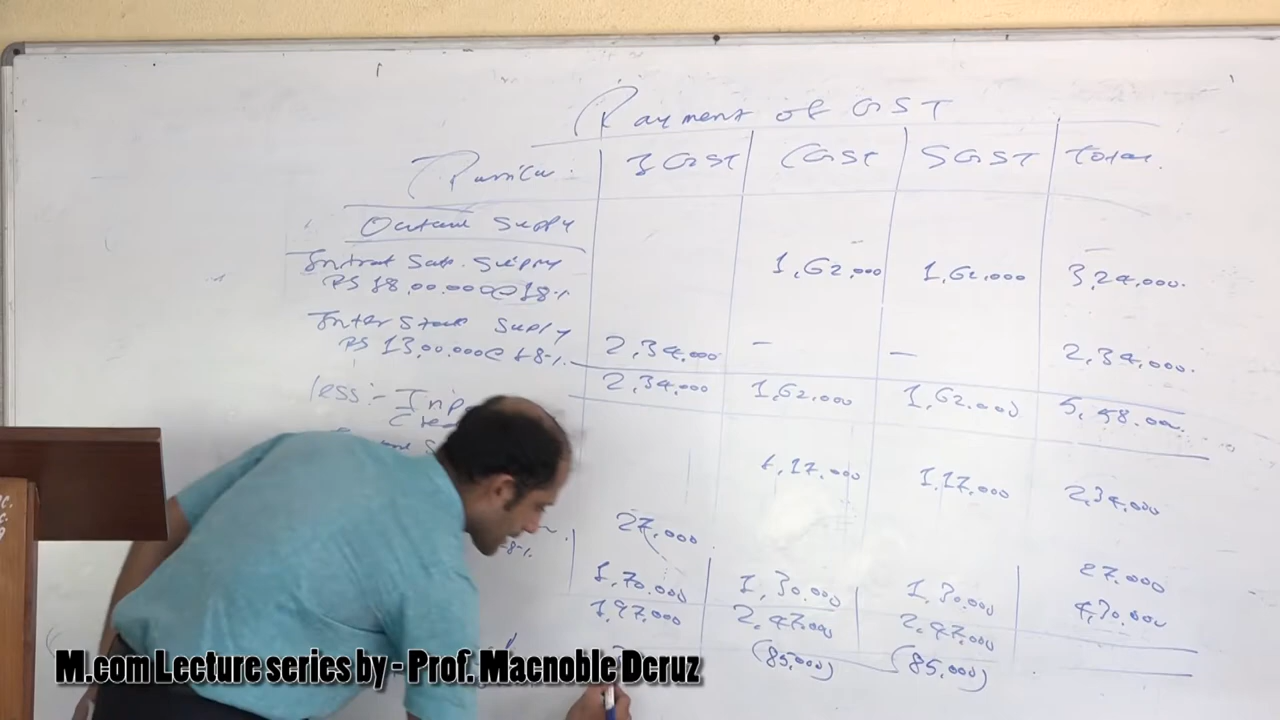 Payment of GST
IGST CGST SGST Total
Outward Supply
Intrat Sat. Supply 1,62,000 1,62,000 3,24,000.
RS 18,00,000@18%
Inter State Supply
RS 13,00,000@18%. 2,34,000 — — 2,34,000.
2,34,000 1,62,000 1,62,000 5,58,000
less:- Inp
1,17,000 1,17,000 2,34,000
27,000 27,000
1,70,000 1,30,000 1,30,000 4,30,000
1,97,000 2,47,000 2,47,000
(85,000) (85,000)
M.com Lecture series by - Prof. Macnoble Dcruz